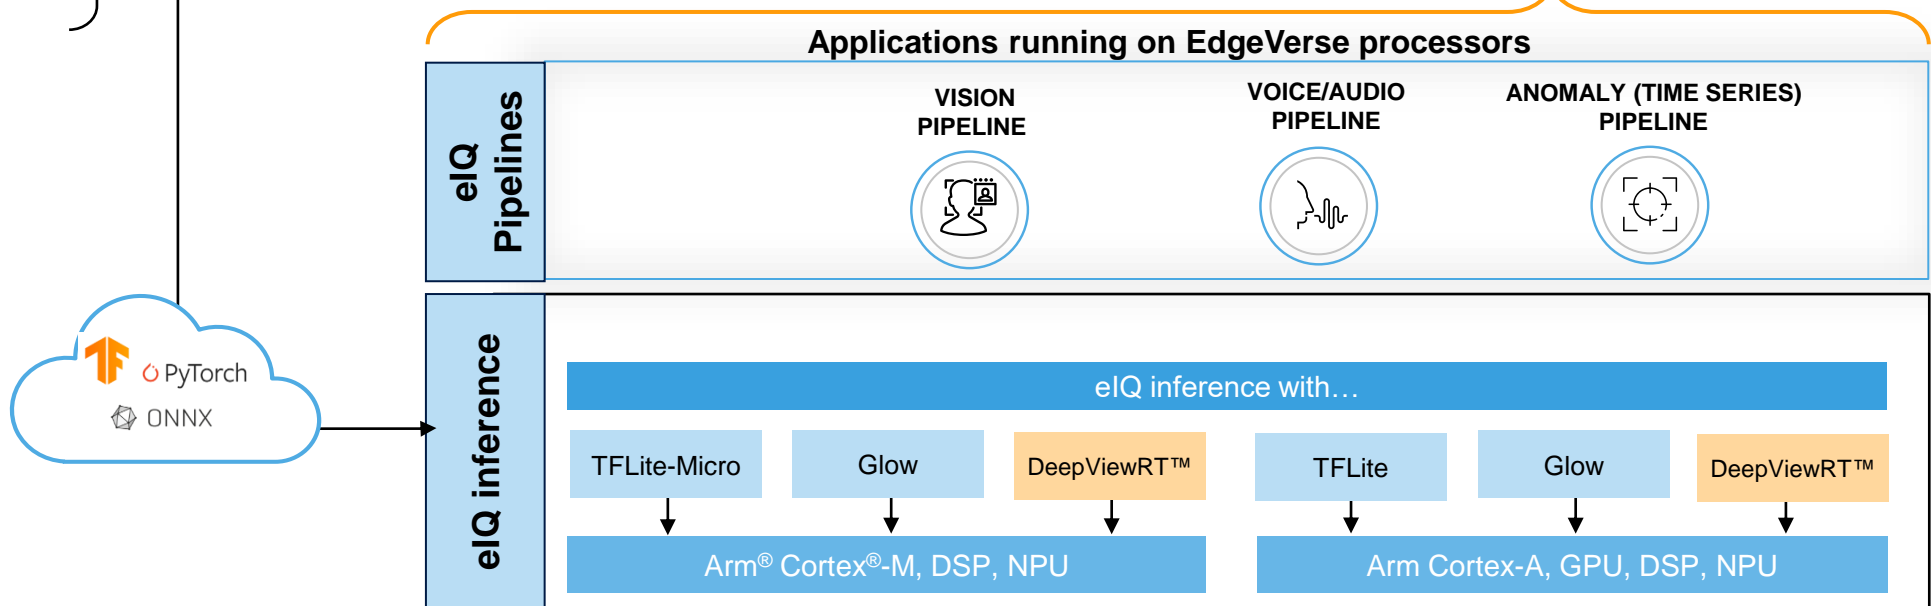 Applications running on EdgeVerse processors
eIQ
Pipelines
VISION
PIPELINE
VOICE/AUDIO
PIPELINE
ANOMALY (TIME SERIES)
PIPELINE
PyTorch
ONNX
eIQ inference
eIQ inference with…
TFLite-Micro
Glow
DeepViewRT™
TFLite
Glow
DeepViewRT™
Arm® Cortex®-M, DSP, NPU
Arm Cortex-A, GPU, DSP, NPU